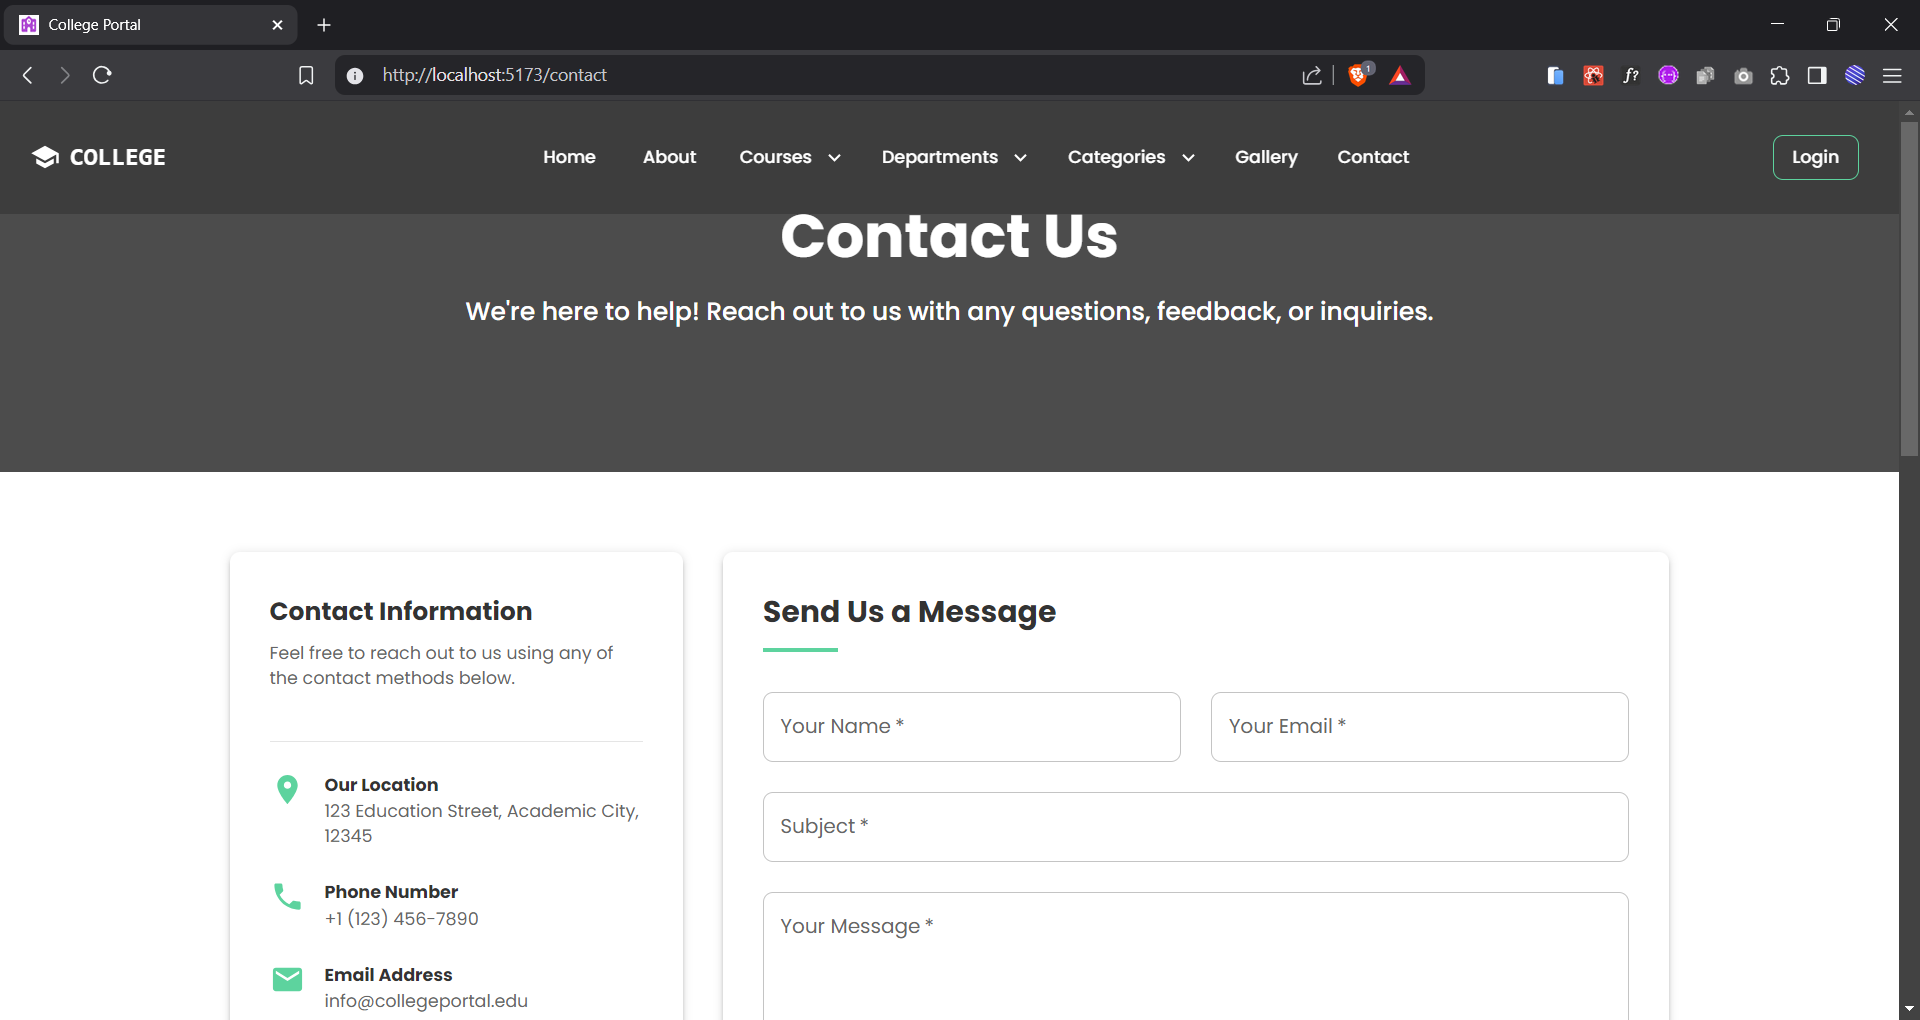 College Portal
http://localhost:5173/contact
1
f?
COLLEGE
Home
About
Courses
Departments
Categories
Gallery
Contact
Login
Contact Us
We're here to help! Reach out to us with any questions, feedback, or inquiries.
Contact Information
Feel free to reach out to us using any of
the contact methods below.
Our Location
123 Education Street, Academic City,
12345
Phone Number
+1 (123) 456-7890
Email Address
info@collegeportal.edu
Send Us a Message
Your Name *
Your Email *
Subject *
Your Message *